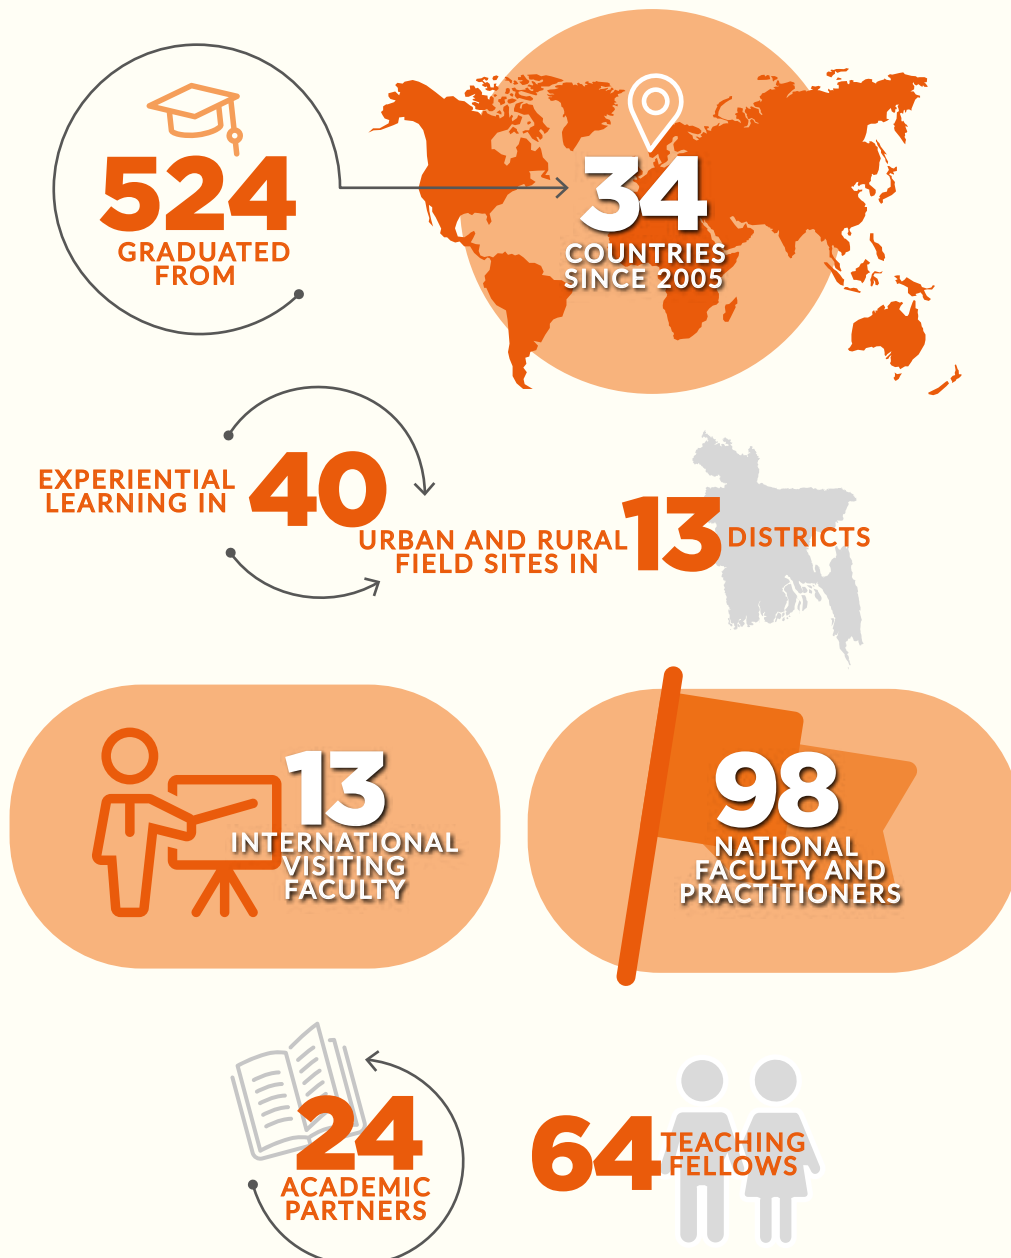 524
GRADUATED
FROM
34
COUNTRIES
SINCE 2005
EXPERIENTIAL
LEARNING IN
40
URBAN AND RURAL
FIELD SITES IN
13
DISTRICTS
13
INTERNATIONAL
VISITING
FACULTY
98
NATIONAL
FACULTY AND
PRACTITIONERS
24
ACADEMIC
PARTNERS
64
TEACHING
FELLOWS